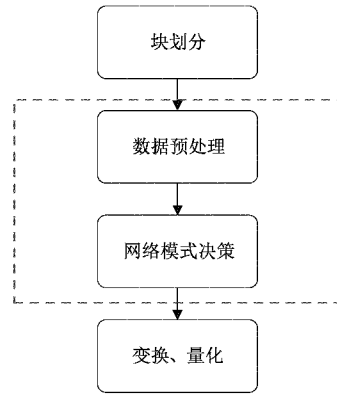 块划分
数据预处理
网络模式决策
变换、量化